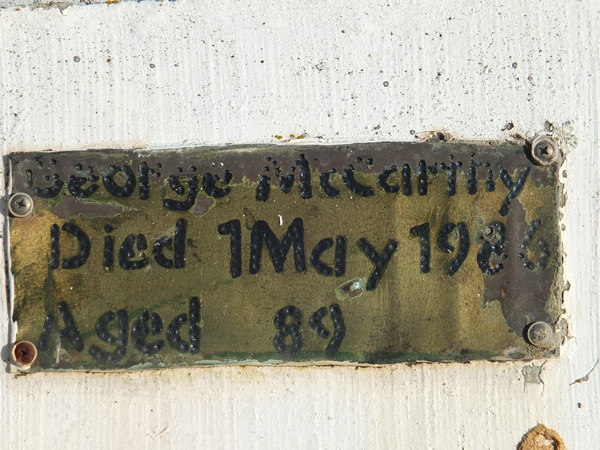 George McCarthy
Died 1 May 1986
Aged 89